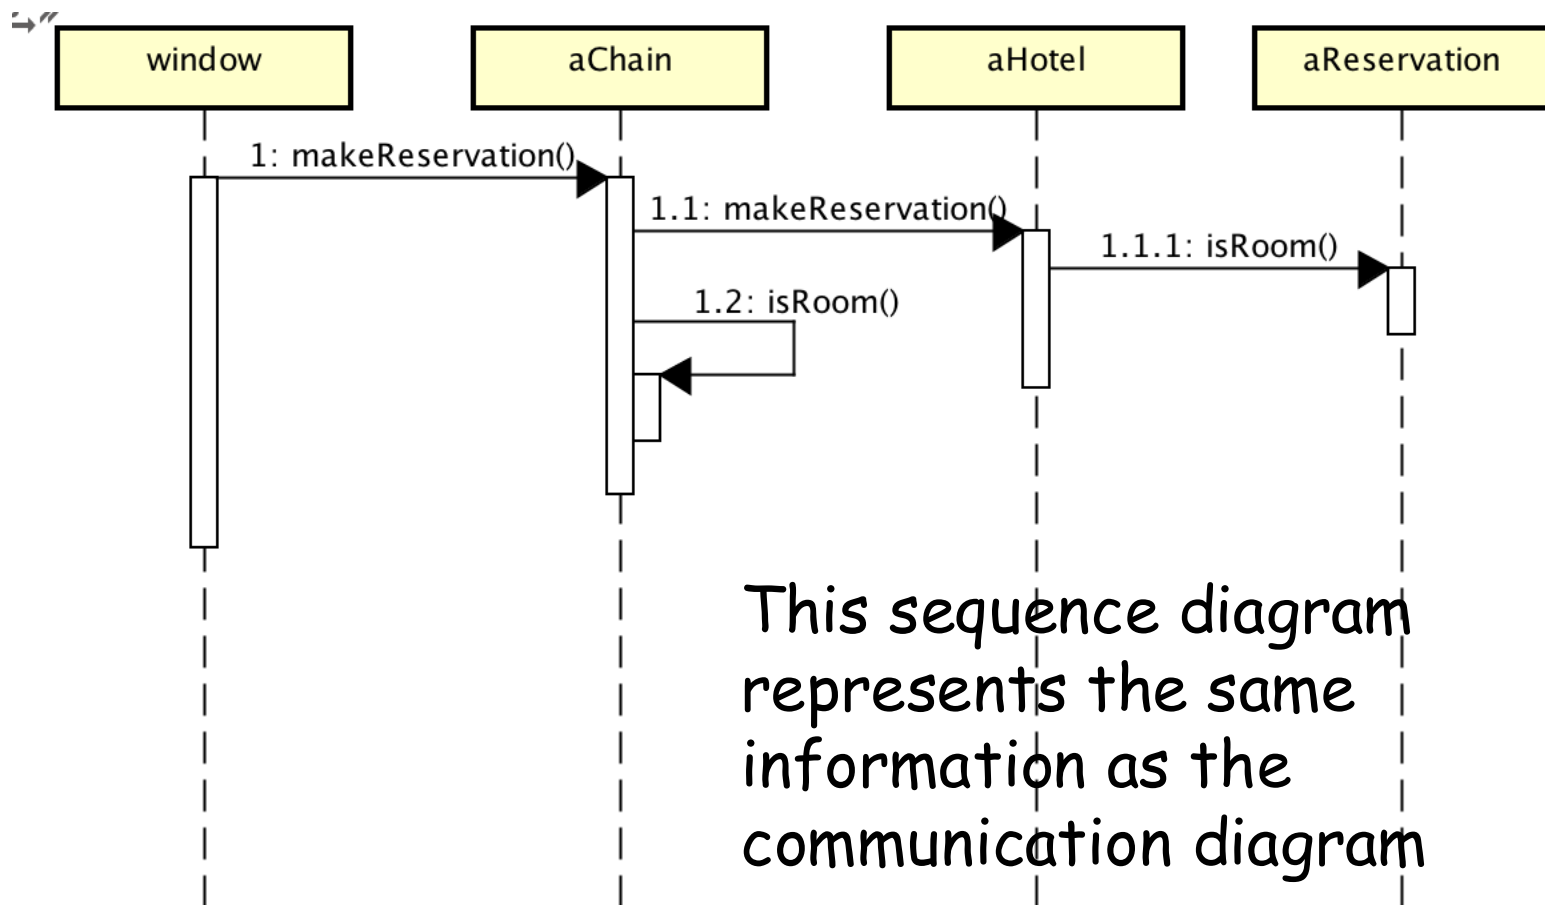 window
aChain
aHotel
aReservation
1: makeReservation()
1.1: makeReservation()
1.1.1: isRoom()
1.2: isRoom()
This sequence diagram
represents the same
information as the
communication diagram